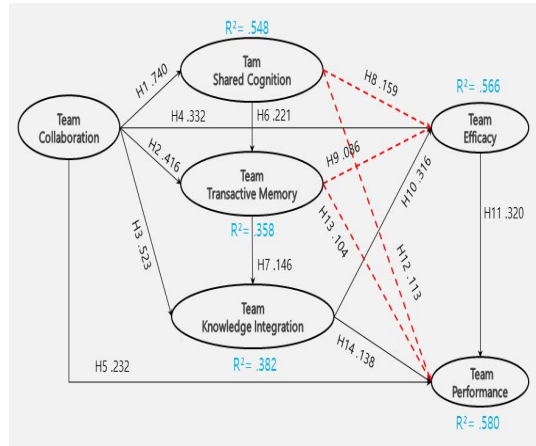 R²= .548
Tam
Shared Cognition
H1 .740
H8 .159
R²= .566
Team
Collaboration
H4 .332
H6 .221
Team
Efficacy
H2 .416
H9 .086
H10 .316
Team
Transactive Memory
R²= .358
H3 .523
H13 .104
H12 .113
H11 .320
H7 .146
Team
Knowledge Integration
R²= .382
H14 .138
H5 .232
Team
Performance
R²= .580